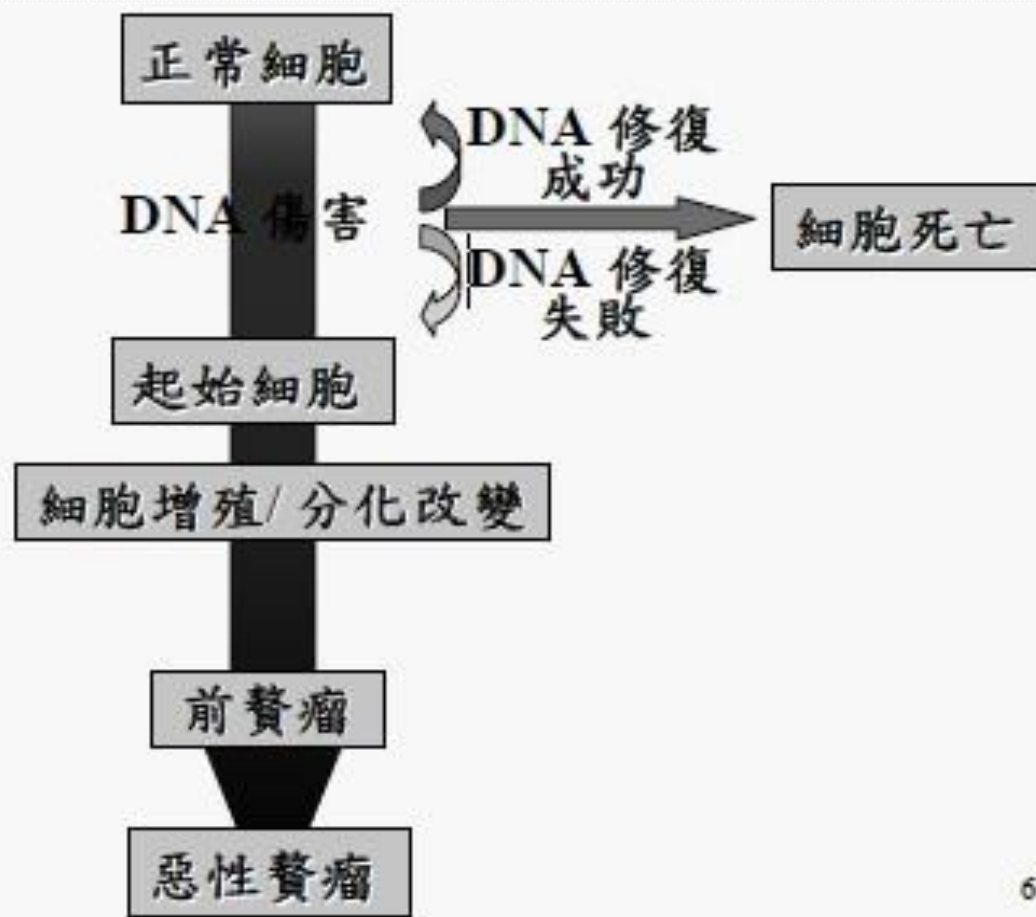 正常細胞
DNA 修復
成功
DNA 傷害
細胞死亡
DNA 修復
失敗
起始細胞
細胞增殖/ 分化改變
前贅瘤
惡性贅瘤
6